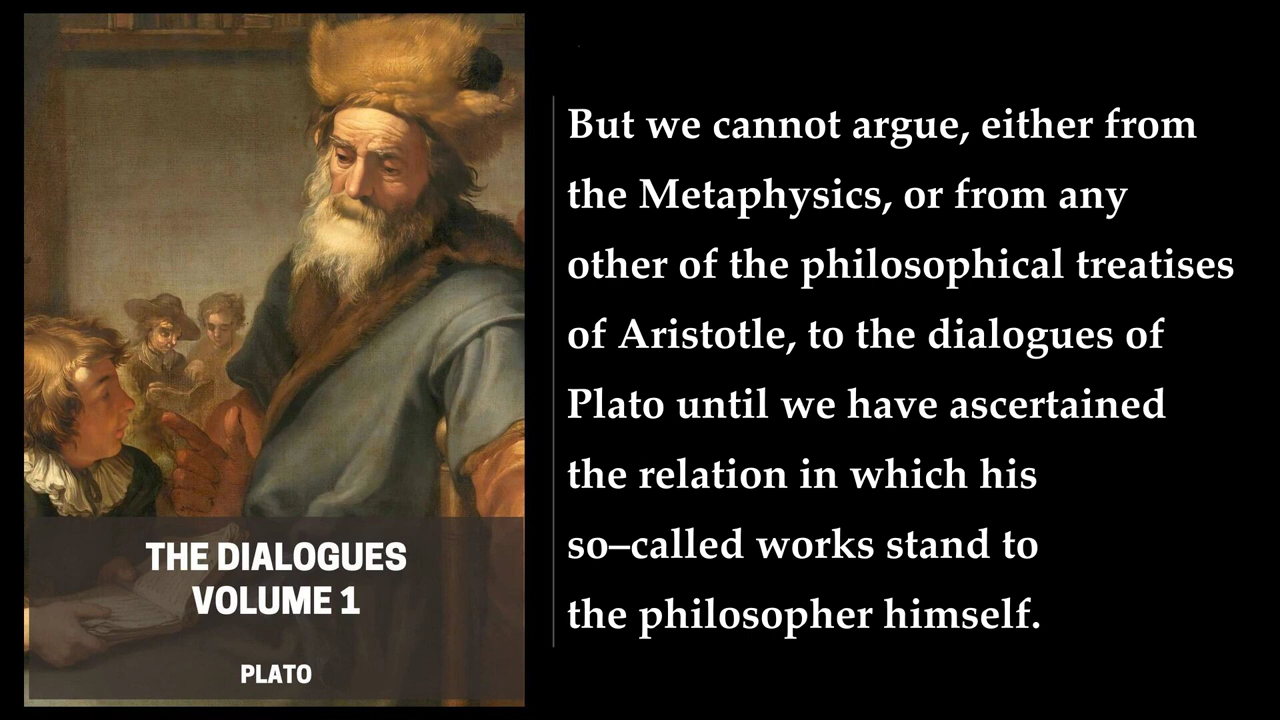 THE DIALOGUES
VOLUME 1
PLATO
But we cannot argue, either from
the Metaphysics, or from any
other of the philosophical treatises
of Aristotle, to the dialogues of
Plato until we have ascertained
the relation in which his
so–called works stand to
the philosopher himself.